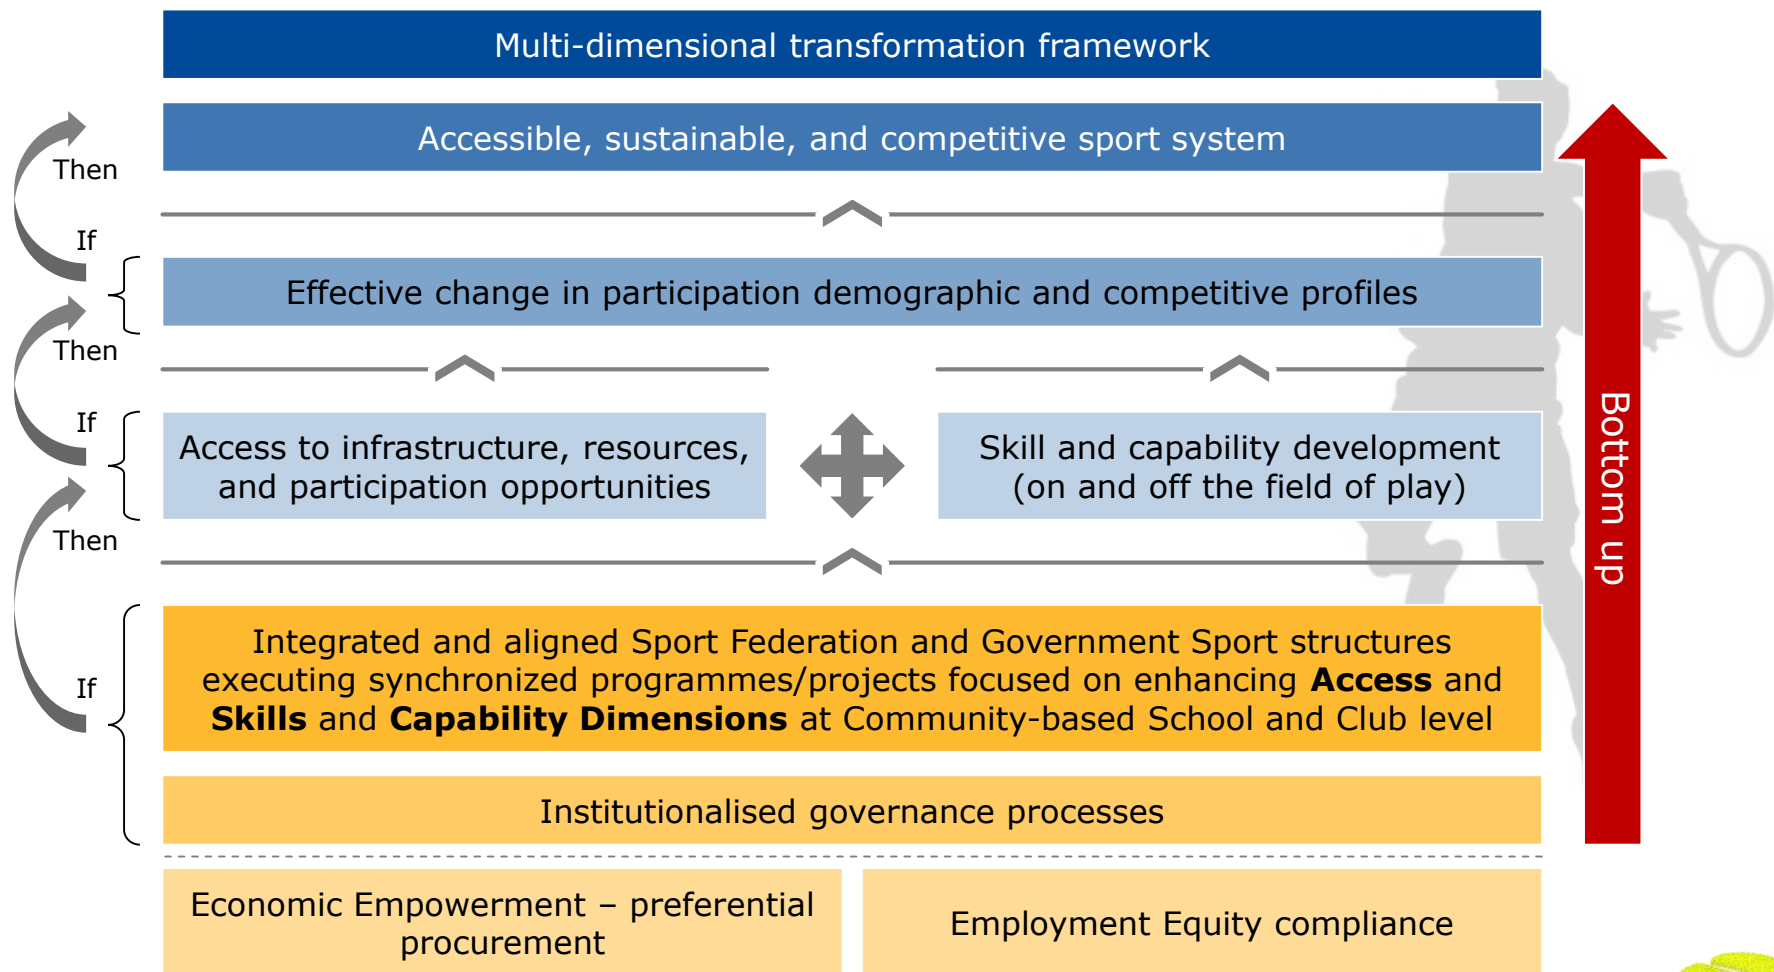 Multi-dimensional transformation framework
Accessible, sustainable, and competitive sport system
Then
If
Effective change in participation demographic and competitive profiles
Then
If
Access to infrastructure, resources,
and participation opportunities
Skill and capability development
(on and off the field of play)
Bottom up
Then
Integrated and aligned Sport Federation and Government Sport structures
executing synchronized programmes/projects focused on enhancing Access and
Skills and Capability Dimensions at Community-based School and Club level
If
Institutionalised governance processes
Economic Empowerment – preferential
procurement
Employment Equity compliance